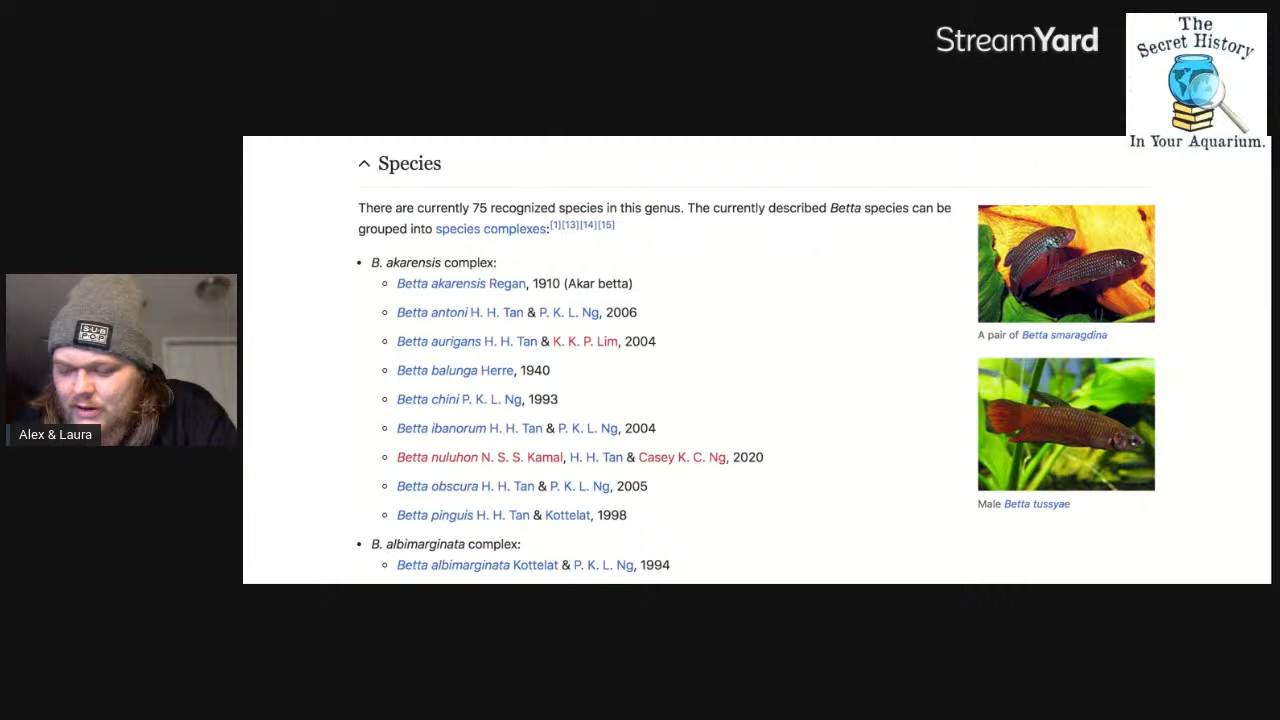 StreamYard
The
Secret History
In Your Aquarium.
Species
There are currently 75 recognized species in this genus. The currently described Betta species can be
grouped into species complexes:[1][13][14][15]
• B. akarensis complex:
Betta akarensis Regan, 1910 (Akar betta)
Betta antoni H. H. Tan & P. K. L. Ng, 2006
Betta aurigans H. H. Tan & K. K. P. Lim, 2004
Betta balunga Herre, 1940
Betta chini P. K. L. Ng, 1993
Betta ibanorum H. H. Tan & P. K. L. Ng, 2004
Betta nuluhon N. S. S. Kamal, H. H. Tan & Casey K. C. Ng, 2020
Betta obscura H. H. Tan & P. K. L. Ng, 2005
Betta pinguis H. H. Tan & Kottelat, 1998
• B. albimarginata complex:
Betta albimarginata Kottelat & P. K. L. Ng, 1994
A pair of Betta smaragdina
Male Betta tussyae
SUB
POP
Alex & Laura